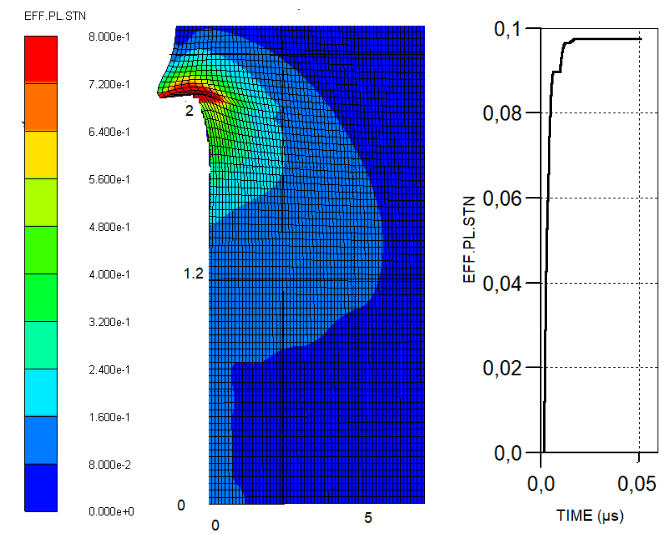 EFF.PL.STN
8.000e-1
7.200e-1
6.400e-1
5.600e-1
4.800e-1
4.000e-1
3.200e-1
2.400e-1
1.600e-1
8.000e-2
0.000e+0
2
1.2
0
0
5
EFF.PL.STN
0,1
0,08
0,06
0,04
0,02
0,0
0,0
0,05
TIME (µs)